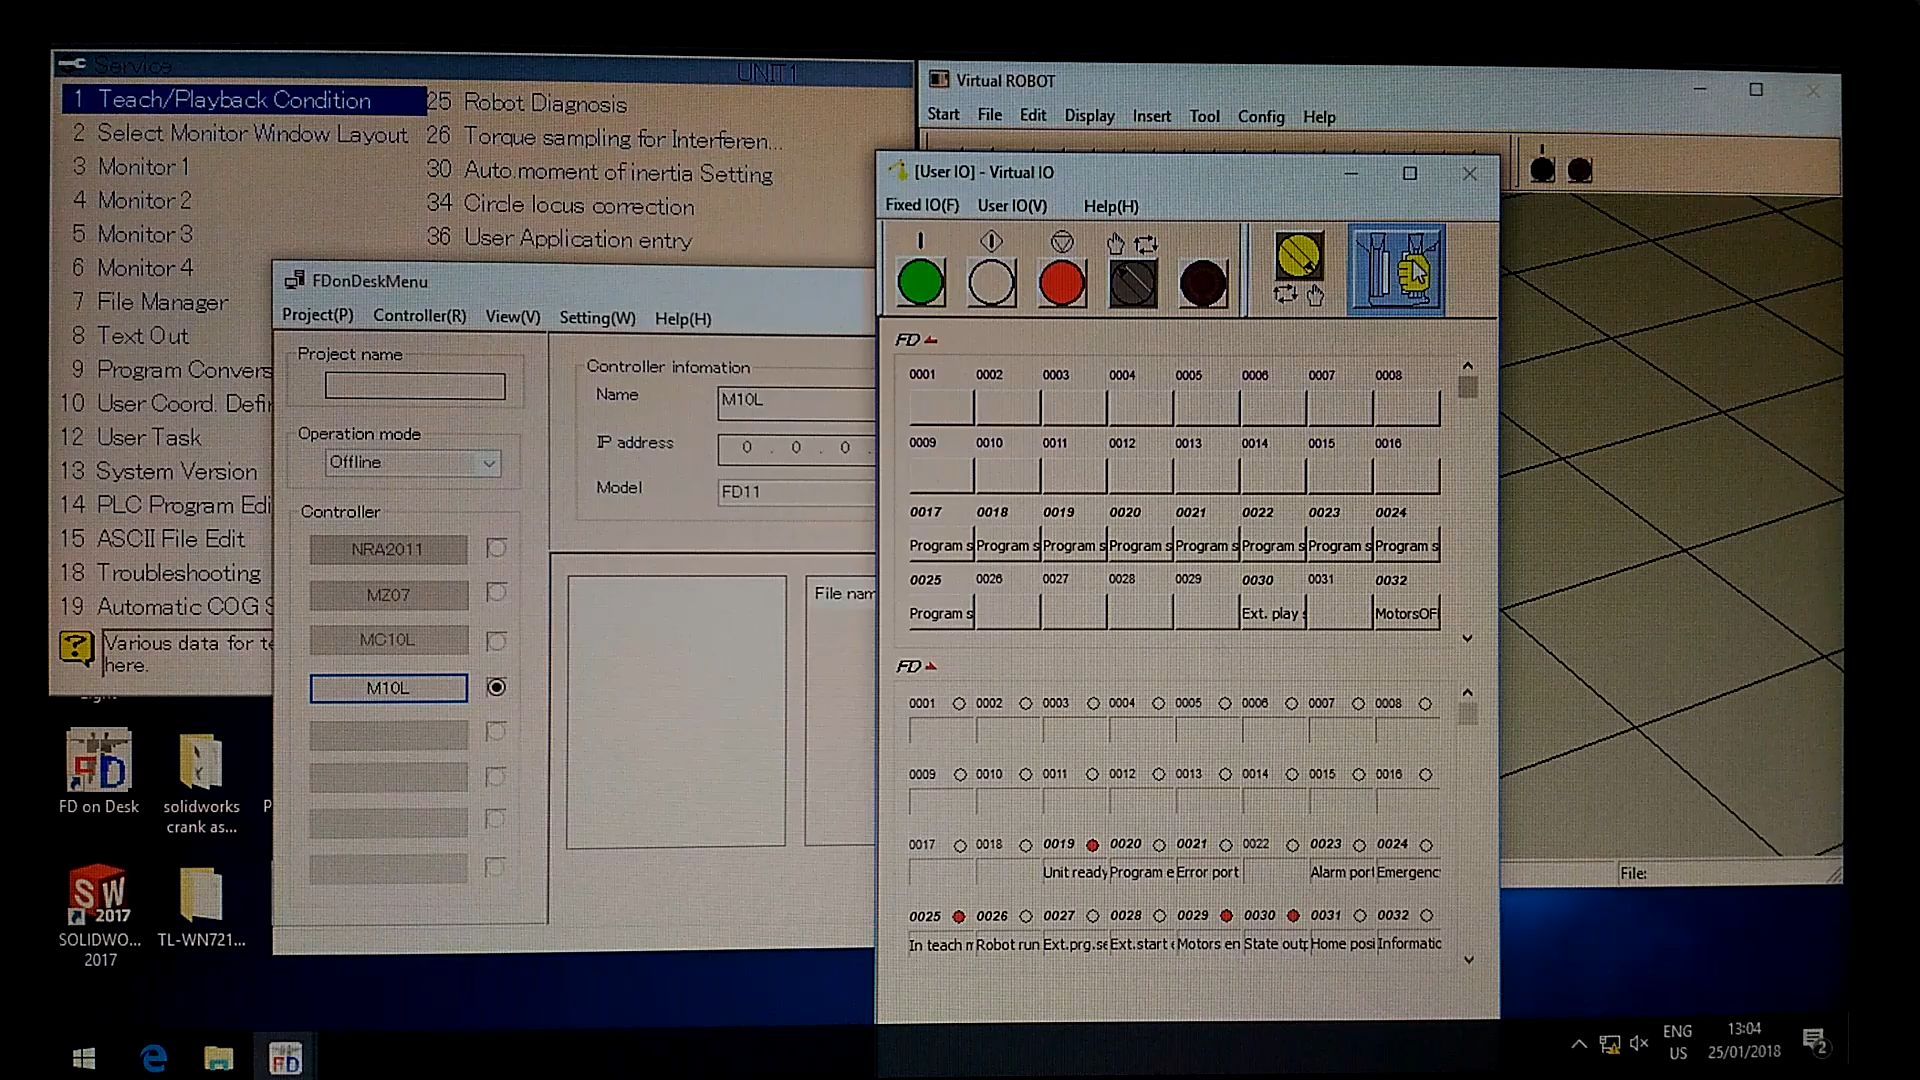 Service
UNIT1
1 Teach/Playback Condition
2 Select Monitor Window Layout
3 Monitor 1
4 Monitor 2
5 Monitor 3
6 Monitor 4
7 File Manager
8 Text Out
9 Program Convers
10 User Coord. Defi
12 User Task
13 System Version
14 PLC Program Edi
15 ASCII File Edit
18 Troubleshooting
19 Automatic COG S
25 Robot Diagnosis
26 Torque sampling for Interferen...
30 Auto.moment of inertia Setting
34 Circle locus correction
36 User Application entry
Various data for te
here.
FDonDeskMenu
Project(P) Controller(R) View(V) Setting(W) Help(H)
Project name
Operation mode
Offline
Controller
NRA2011
MZ07
MC10L
M10L
Controller infomation
Name M10L
IP address 0 . 0 . 0 .
Model FD11
File nam
Virtual ROBOT
Start File Edit Display Insert Tool Config Help
File:
[User IO] - Virtual IO
Fixed IO(F) User IO(V) Help(H)
FD
0001 0002 0003 0004 0005 0006 0007 0008
0009 0010 0011 0012 0013 0014 0015 0016
0017 0018 0019 0020 0021 0022 0023 0024
Program s Program s Program s Program s Program s Program s Program s Program s
0025 0026 0027 0028 0029 0030 0031 0032
Program s Ext. play s MotorsOFF
FD
0001 0002 0003 0004 0005 0006 0007 0008
0009 0010 0011 0012 0013 0014 0015 0016
0017 0018 0019 0020 0021 0022 0023 0024
Unit ready Program e Error port Alarm port Emergenc
0025 0026 0027 0028 0029 0030 0031 0032
In teach m Robot run Ext.prg.se Ext.start e Motors en State outp Home posi Informatio
FD on Desk
solidworks
crank as...
P
SW
2017
SOLIDWO...
2017
TL-WN721...
FD
ENG
US
13:04
25/01/2018
2